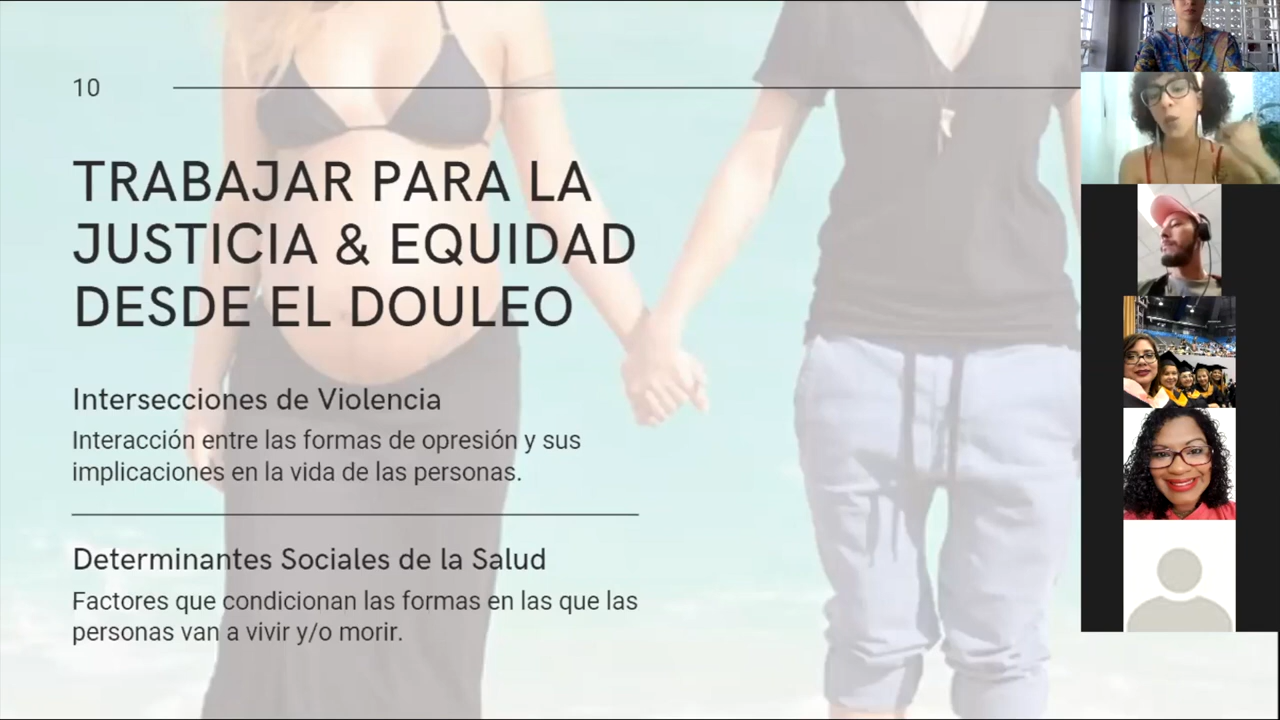 10
TRABAJAR PARA LA
JUSTICIA & EQUIDAD
DESDE EL DOULEO
Intersecciones de Violencia
Interacción entre las formas de opresión y sus
implicaciones en la vida de las personas.
Determinantes Sociales de la Salud
Factores que condicionan las formas en las que las
personas van a vivir y/o morir.